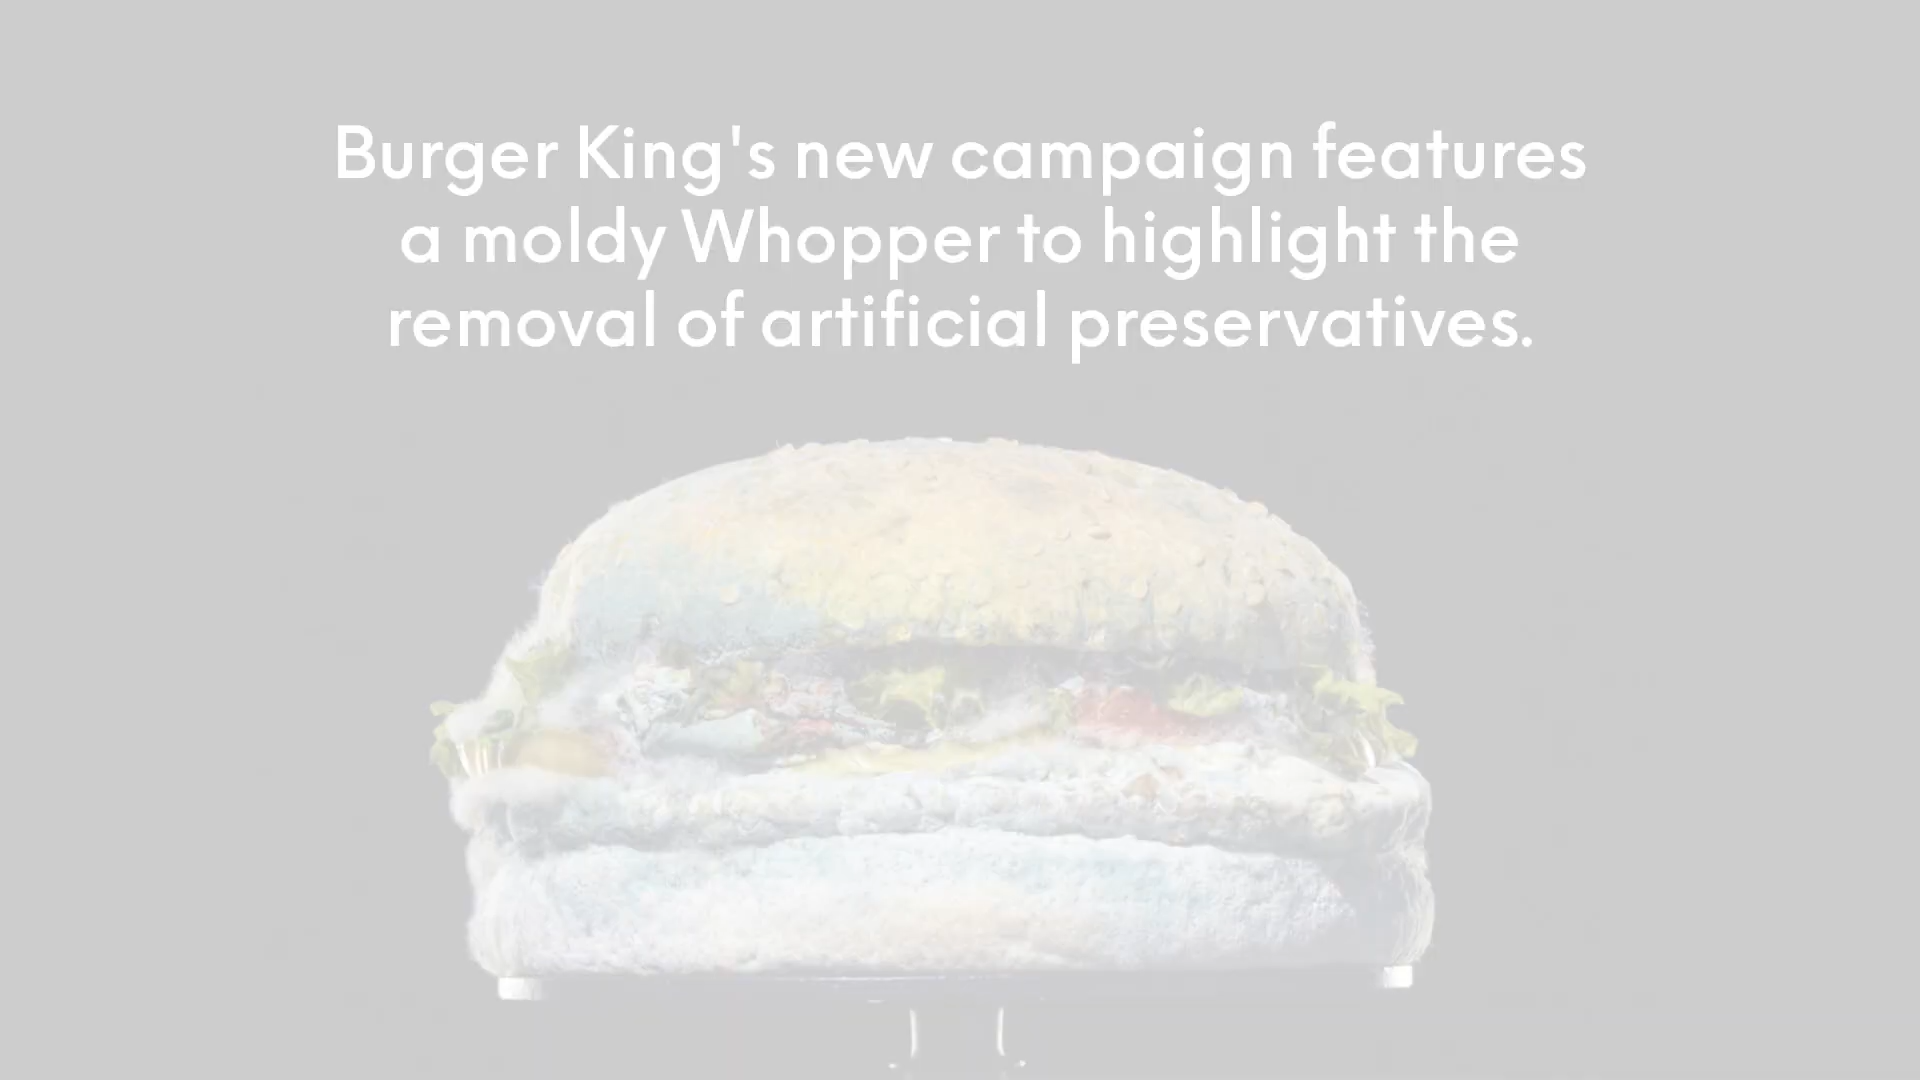 Burger King's new campaign features
a moldy Whopper to highlight the
removal of artificial preservatives.